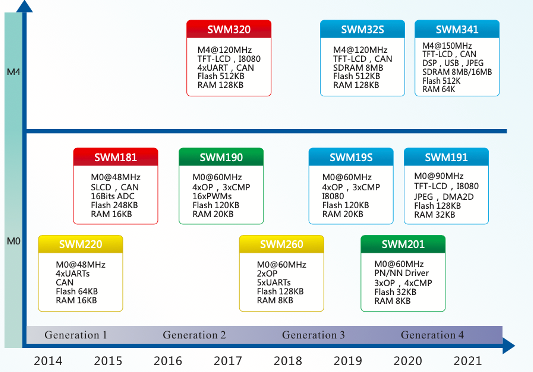 M4
SWM320
M4@120MHz
TFT-LCD , I8080
4xUART , CAN
Flash 512KB
RAM 128KB
SWM32S
M4@120MHz
TFT-LCD , CAN
SDRAM 8MB
Flash 512KB
RAM 128KB
SWM341
M4@150MHz
TFT-LCD , CAN
DSP , USB , JPEG
SDRAM 8MB/16MB
Flash 512K
RAM 64K
M0
SWM181
M0@48MHz
SLCD , CAN
16Bits ADC
Flash 248KB
RAM 16KB
SWM190
M0@60MHz
4xOP , 3xCMP
16xPWMs
Flash 120KB
RAM 20KB
SWM19S
M0@60MHz
4xOP , 3xCMP
I8080
Flash 120KB
RAM 20KB
SWM191
M0@90MHz
TFT-LCD , I8080
JPEG , DMA2D
Flash 128KB
RAM 32KB
SWM220
M0@48MHz
4xUARTs
CAN
Flash 64KB
RAM 16KB
SWM260
M0@60MHz
2xOP
5xUARTs
Flash 128KB
RAM 8KB
SWM201
M0@60MHz
PN/NN Driver
3xOP , 4xCMP
Flash 32KB
RAM 8KB
Generation 1 Generation 2 Generation 3 Generation 4
2014 2015 2016 2017 2018 2019 2020 2021